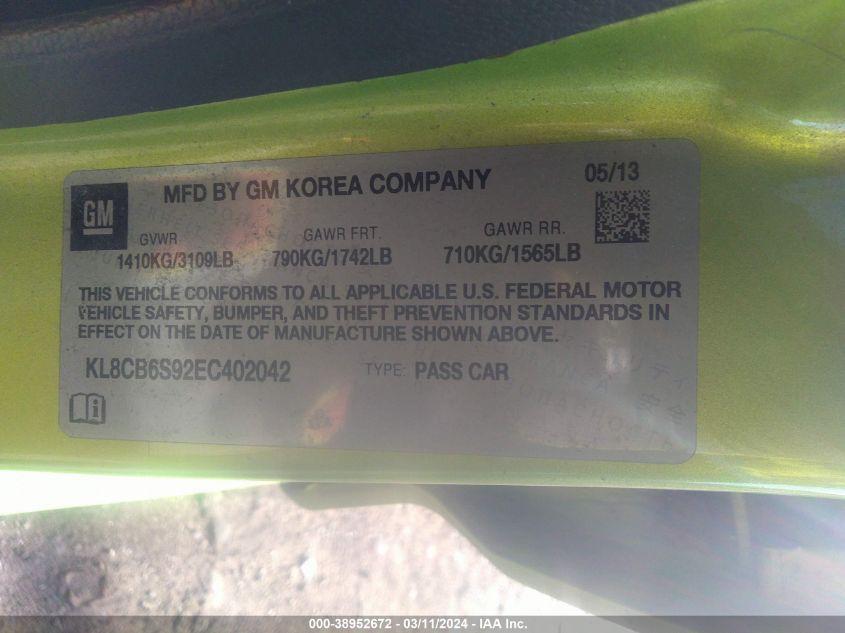 GM
MFD BY GM KOREA COMPANY
05/13
GVWR
GAWR FRT.
GAWR RR.
1410KG/3109LB
790KG/1742LB
710KG/1565LB
THIS VEHICLE CONFORMS TO ALL APPLICABLE U.S. FEDERAL MOTOR
VEHICLE SAFETY, BUMPER, AND THEFT PREVENTION STANDARDS IN
EFFECT ON THE DATE OF MANUFACTURE SHOWN ABOVE.
KL8CB6S92EC402042
TYPE: PASS CAR
000-38952672 - 03/11/2024 - IAA Inc.